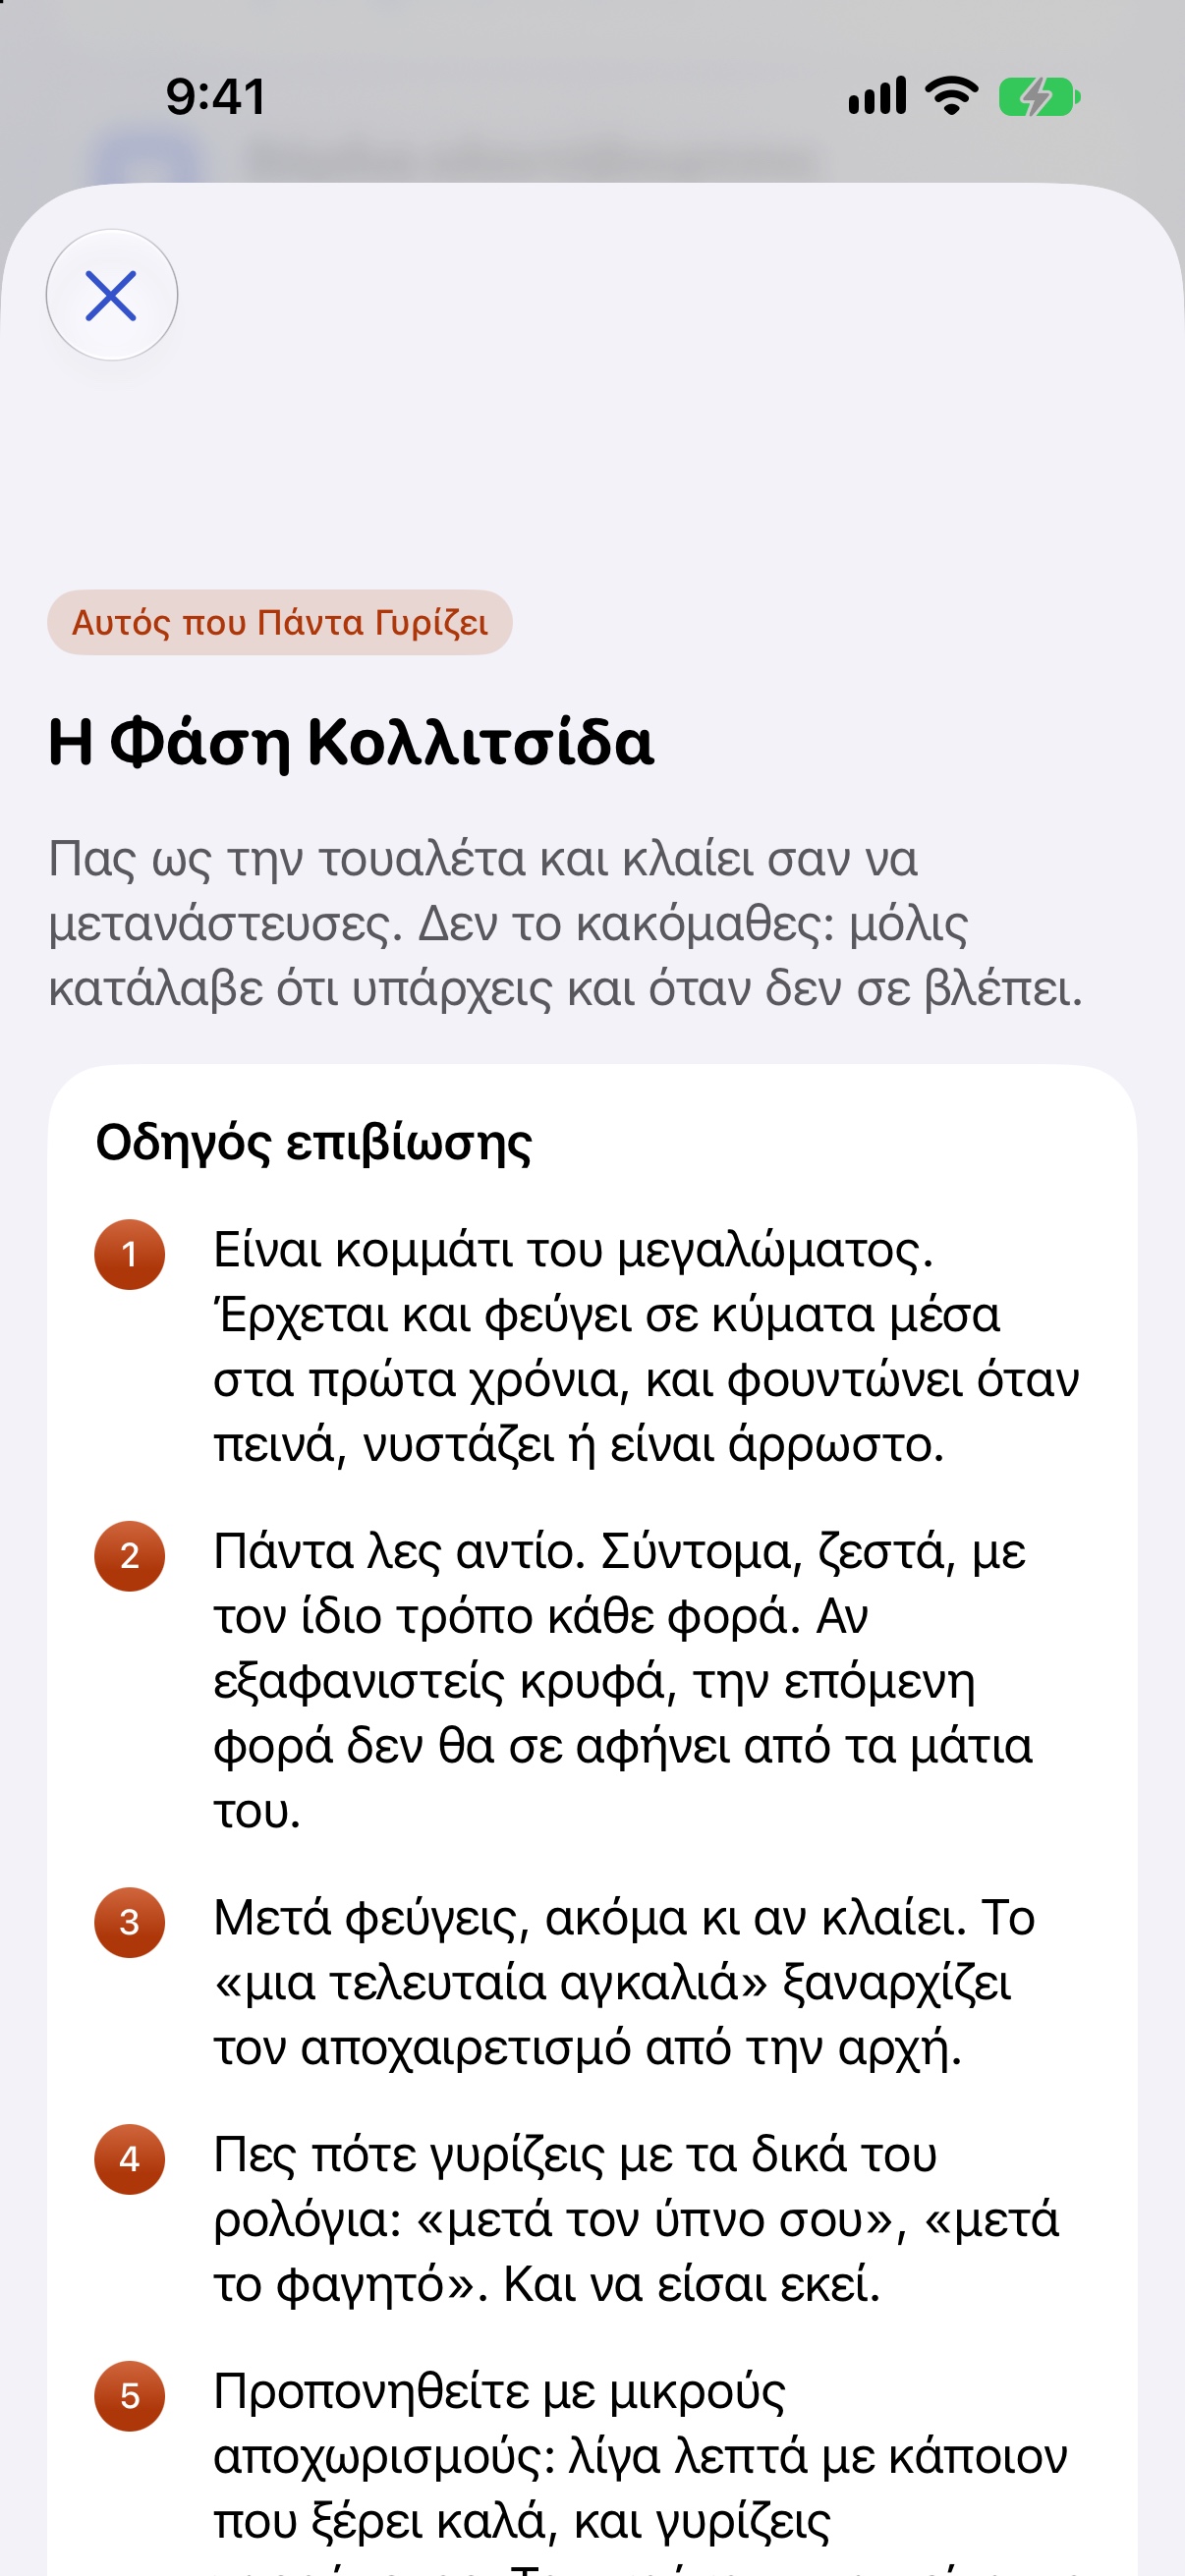 9:41
Αυτός που Πάντα Γυρίζει
Η Φάση Κολλιτσίδα
Πας ως την τουαλέτα και κλαίει σαν να
μετανάστευσες. Δεν το κακόμαθες: μόλις
κατάλαβε ότι υπάρχεις και όταν δεν σε βλέπει.
Οδηγός επιβίωσης
1
Είναι κομμάτι του μεγαλώματος.
Έρχεται και φεύγει σε κύματα μέσα
στα πρώτα χρόνια, και φουντώνει όταν
πεινά, νυστάζει ή είναι άρρωστο.
2
Πάντα λες αντίο. Σύντομα, ζεστά, με
τον ίδιο τρόπο κάθε φορά. Αν
εξαφανιστείς κρυφά, την επόμενη
φορά δεν θα σε αφήνει από τα μάτια
του.
3
Μετά φεύγεις, ακόμα κι αν κλαίει. Το
«μια τελευταία αγκαλιά» ξαναρχίζει
τον αποχαιρετισμό από την αρχή.
4
Πες πότε γυρίζεις με τα δικά του
ρολόγια: «μετά τον ύπνο σου», «μετά
το φαγητό». Και να είσαι εκεί.
5
Προπονηθείτε με μικρούς
αποχωρισμούς: λίγα λεπτά με κάποιον
που ξέρει καλά, και γυρίζεις